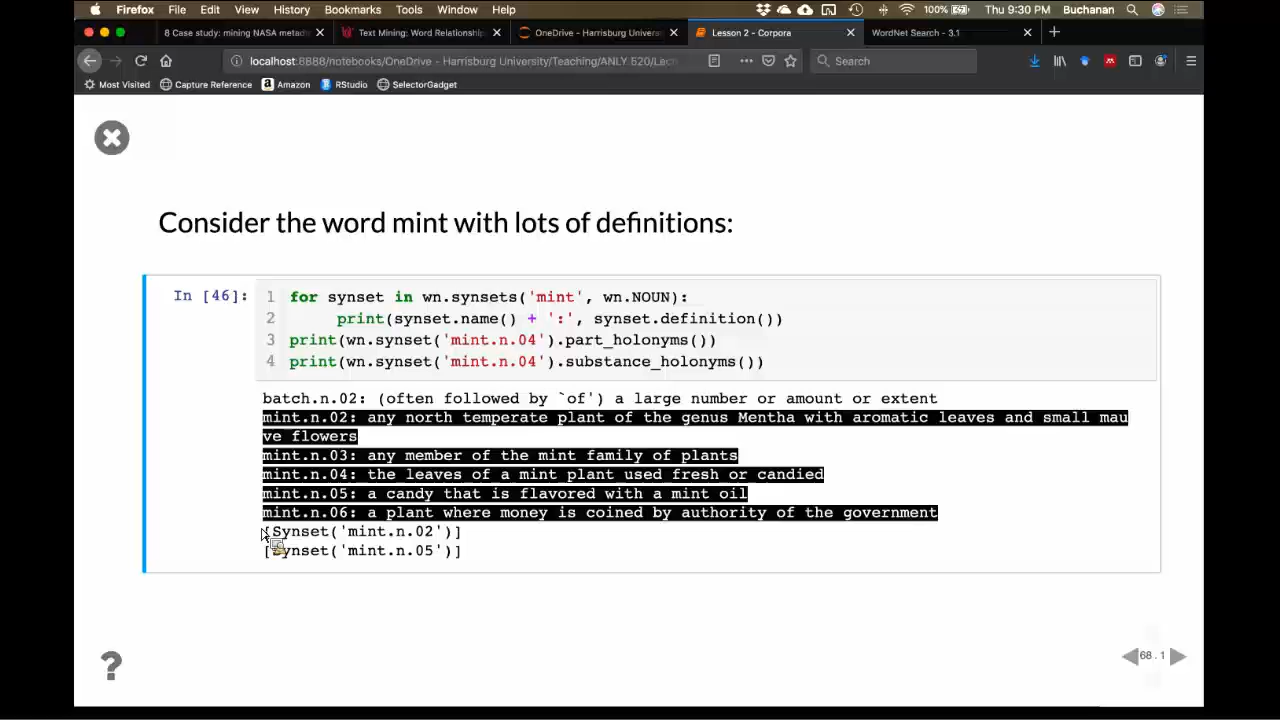 Firefox File Edit View History Bookmarks Tools Window Help 100% Thu 9:30 PM Buchanan
8 Case study: mining NASA metad Text Mining: Word Relationship OneDrive - Harrisburg Universi Lesson 2 - Corpora WordNet Search - 3.1
localhost:8888/notebooks/OneDrive - Harrisburg University/Teaching/ANLY 520/Lect Search
Most Visited Capture Reference Amazon RStudio SelectorGadget
Consider the word mint with lots of definitions:
In [46]: 1 for synset in wn.synsets('mint', wn.NOUN):
2 print(synset.name() + ':', synset.definition())
3 print(wn.synset('mint.n.04').part_holonyms())
4 print(wn.synset('mint.n.04').substance_holonyms())
batch.n.02: (often followed by `of') a large number or amount or extent
mint.n.02: any north temperate plant of the genus Mentha with aromatic leaves and small mau
ve flowers
mint.n.03: any member of the mint family of plants
mint.n.04: the leaves of a mint plant used fresh or candied
mint.n.05: a candy that is flavored with a mint oil
mint.n.06: a plant where money is coined by authority of the government
[Synset('mint.n.02')]
[Synset('mint.n.05')]
?
68.1